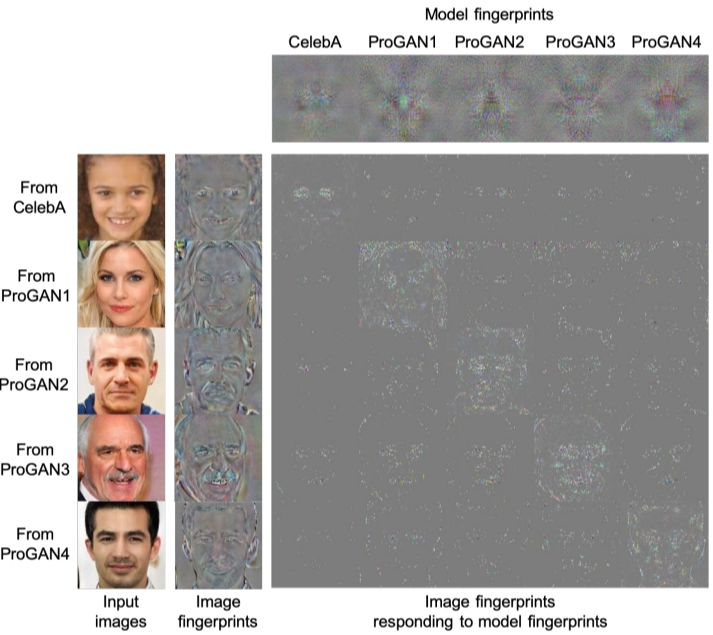 Model fingerprints
CelebA ProGAN1 ProGAN2 ProGAN3 ProGAN4
From
CelebA
From
ProGAN1
From
ProGAN2
From
ProGAN3
From
ProGAN4
Input
images
Image
fingerprints
Image fingerprints
responding to model fingerprints